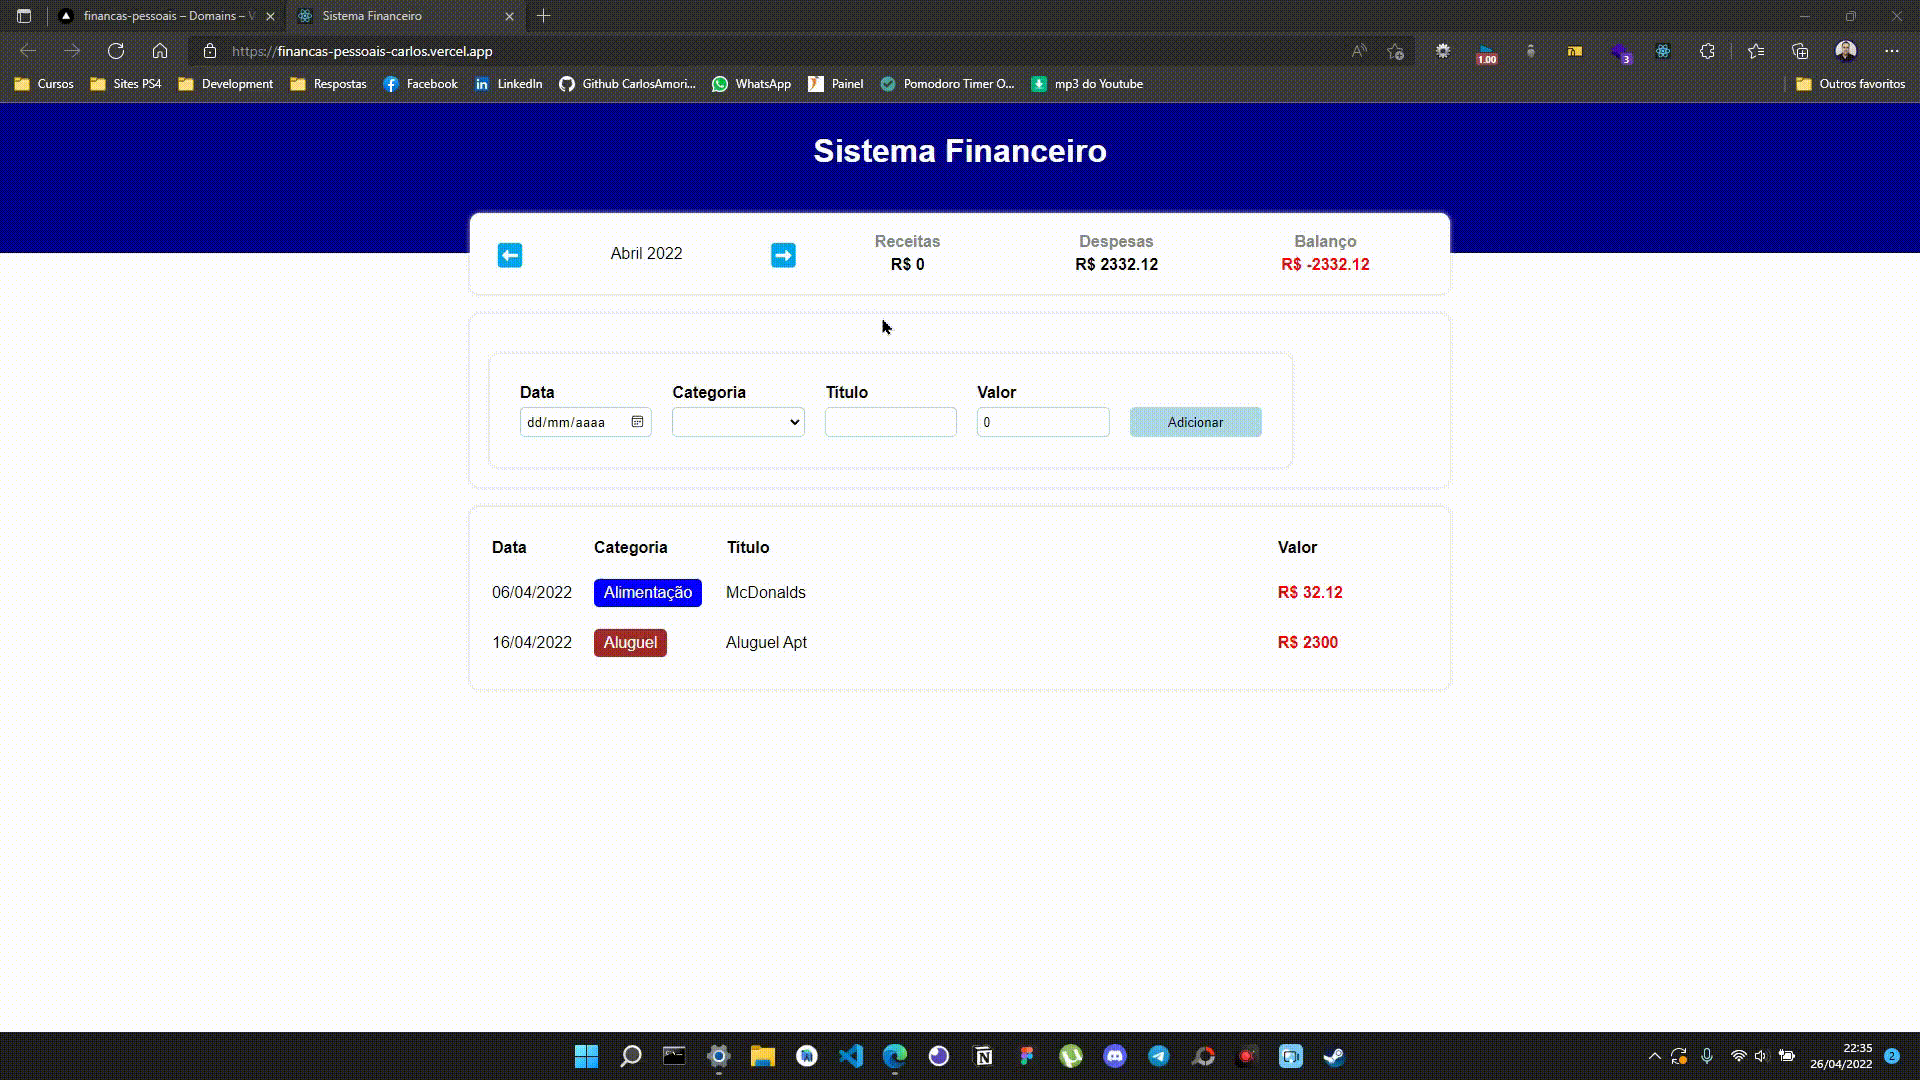 financas-pessoais – Domains – V
Sistema Financeiro
https://financas-pessoais-carlos.vercel.app
1.00
3
Cursos
Sites PS4
Development
Respostas
Facebook
LinkedIn
Github CarlosAmori...
WhatsApp
Painel
Pomodoro Timer O...
mp3 do Youtube
Outros favoritos
Sistema Financeiro
Abril 2022
Receitas
R$ 0
Despesas
R$ 2332.12
Balanço
R$ -2332.12
Data
Categoria
Título
Valor
dd/mm/aaaa
0
Adicionar
Data Categoria Título Valor
06/04/2022 Alimentação McDonalds R$ 32.12
16/04/2022 Aluguel Aluguel Apt R$ 2300
22:35
26/04/2022
2